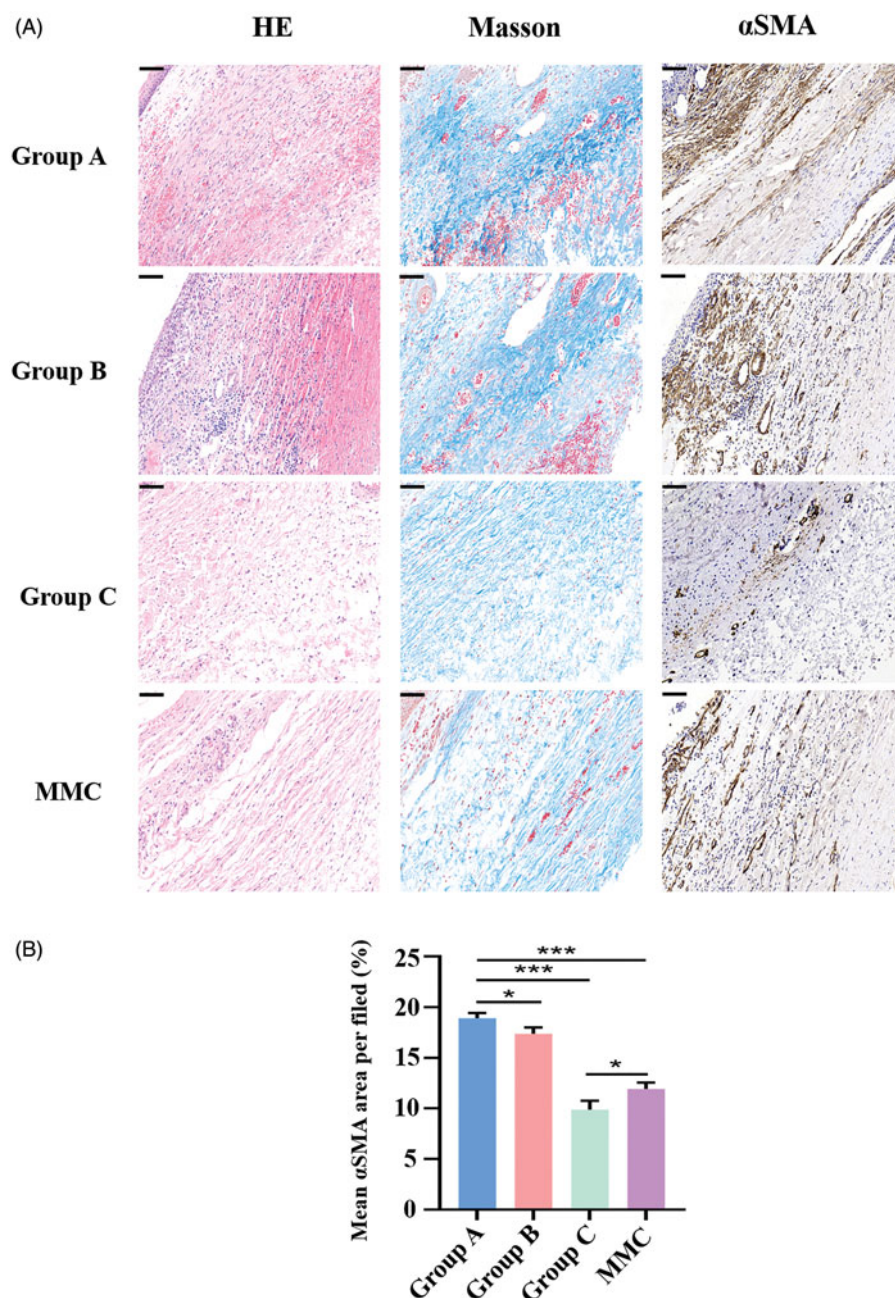 (A)
HE Masson αSMA
Group A
Group B
Group C
MMC
(B)
Mean αSMA area per filed (%)
25
20
15
10
5
0
***
***
*
*
Group A
Group B
Group C
MMC